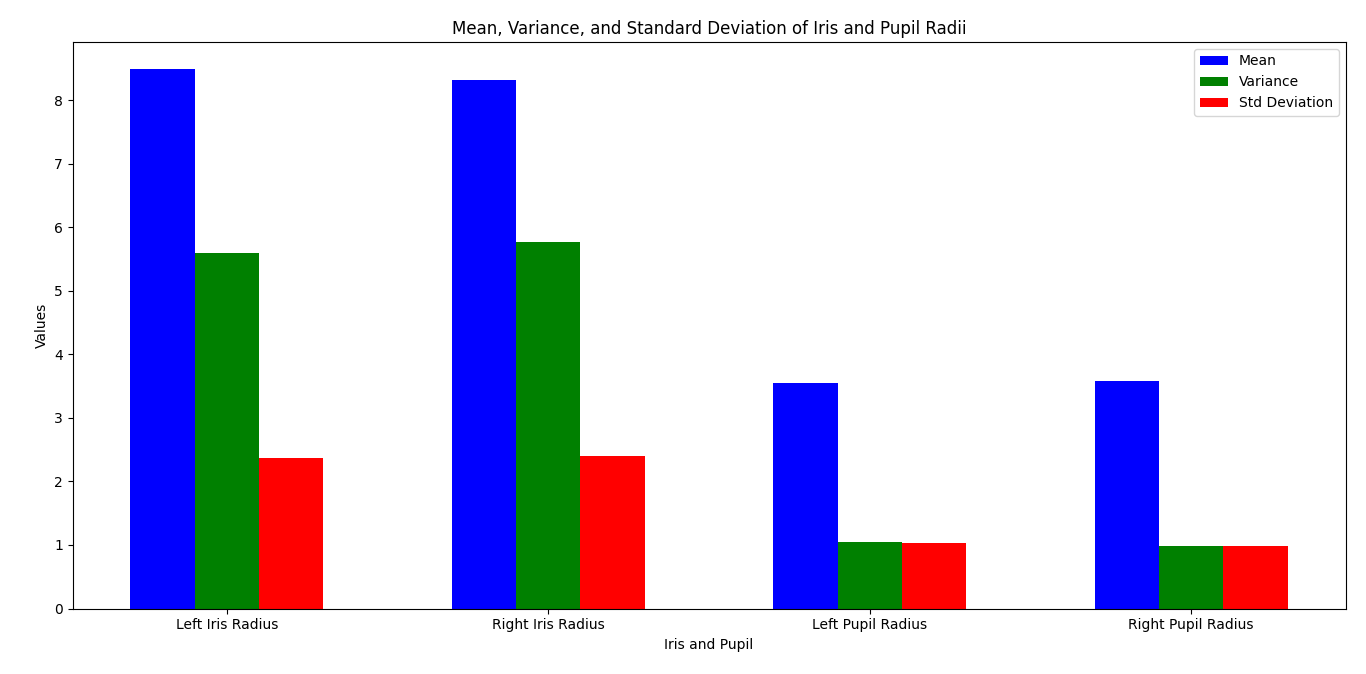 Mean, Variance, and Standard Deviation of Iris and Pupil Radii
Mean
Variance
Std Deviation
8
7
6
5
4
3
2
1
0
Values
Left Iris Radius
Right Iris Radius
Left Pupil Radius
Right Pupil Radius
Iris and Pupil